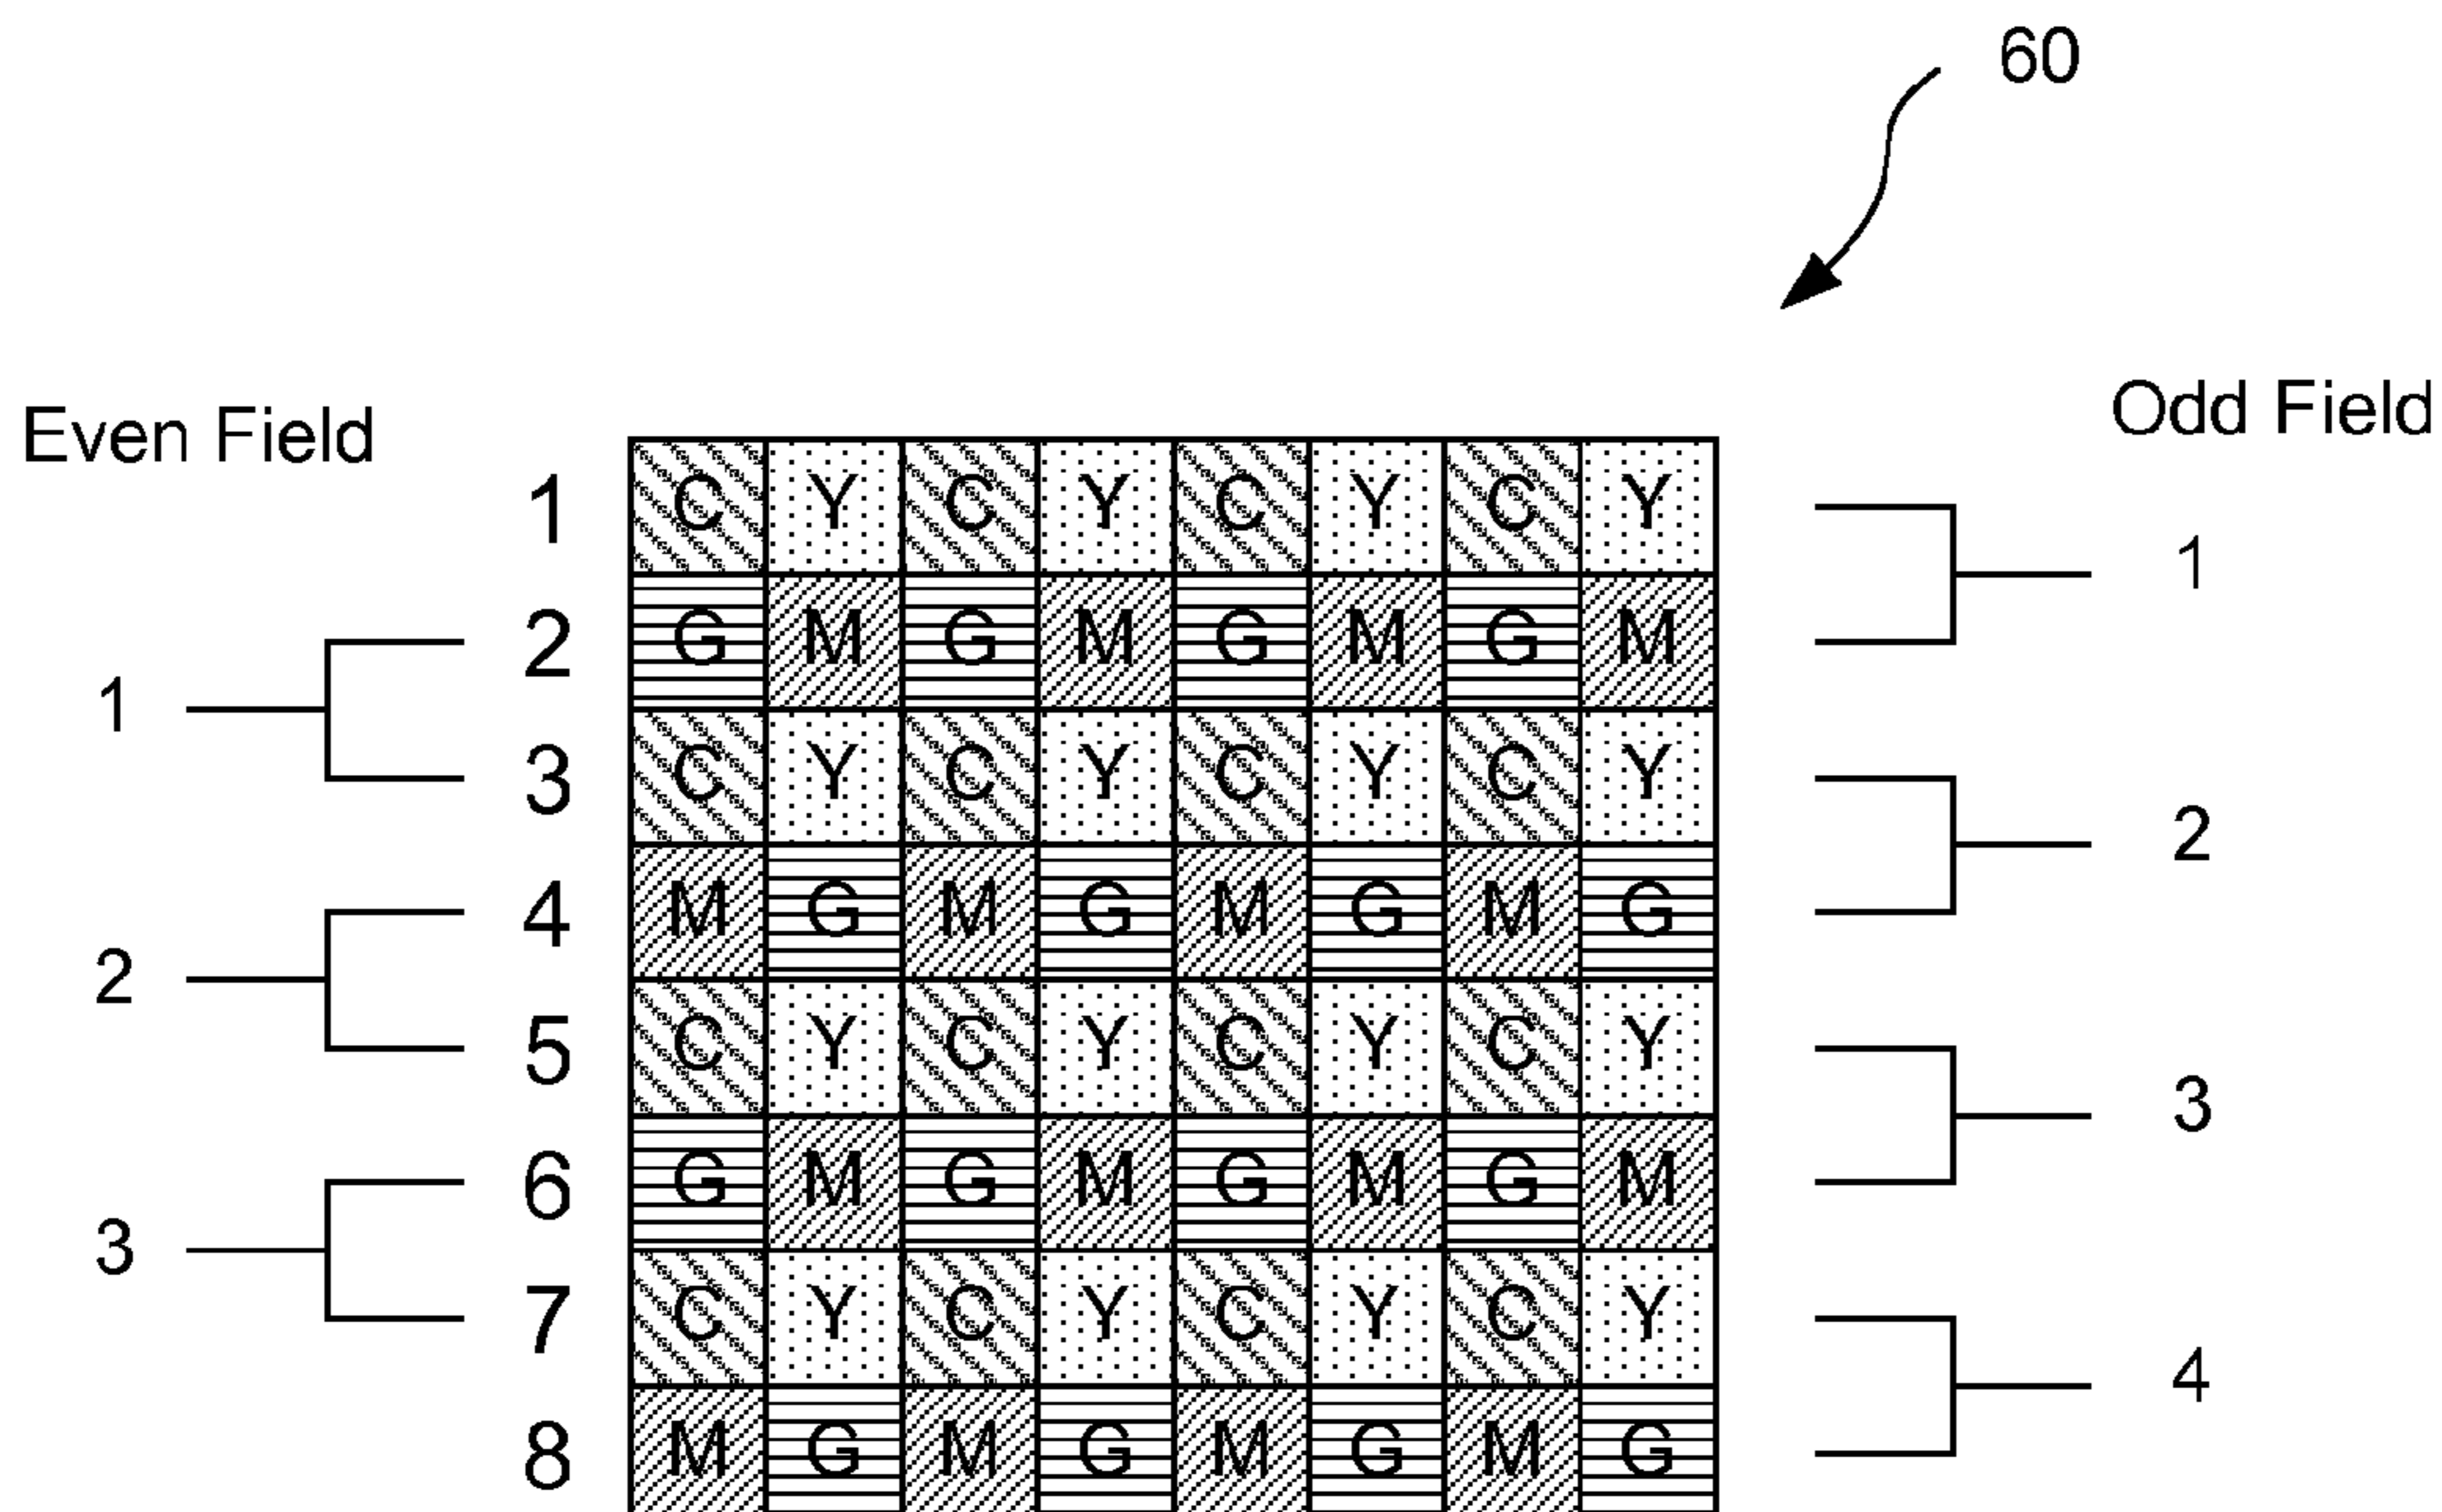 60
Even Field
Odd Field
1 C Y C Y C Y C Y
1
2 G M G M G M G M
1
3 C Y C Y C Y C Y
2
4 M G M G M G M G
2
5 C Y C Y C Y C Y
3
6 G M G M G M G M
3
7 C Y C Y C Y C Y
4
8 M G M G M G M G